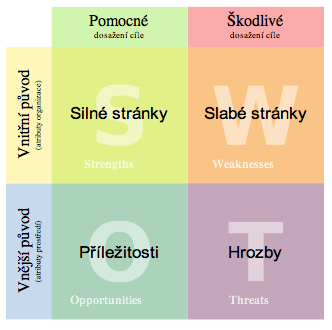 Pomocné
dosažení cíle
Škodlivé
dosažení cíle
Vnitřní původ
(atributy organizace)
S
Silné stránky
Strengths
W
Slabé stránky
Weaknesses
Vnější původ
(atributy prostředí)
O
Příležitosti
Opportunities
T
Hrozby
Threats